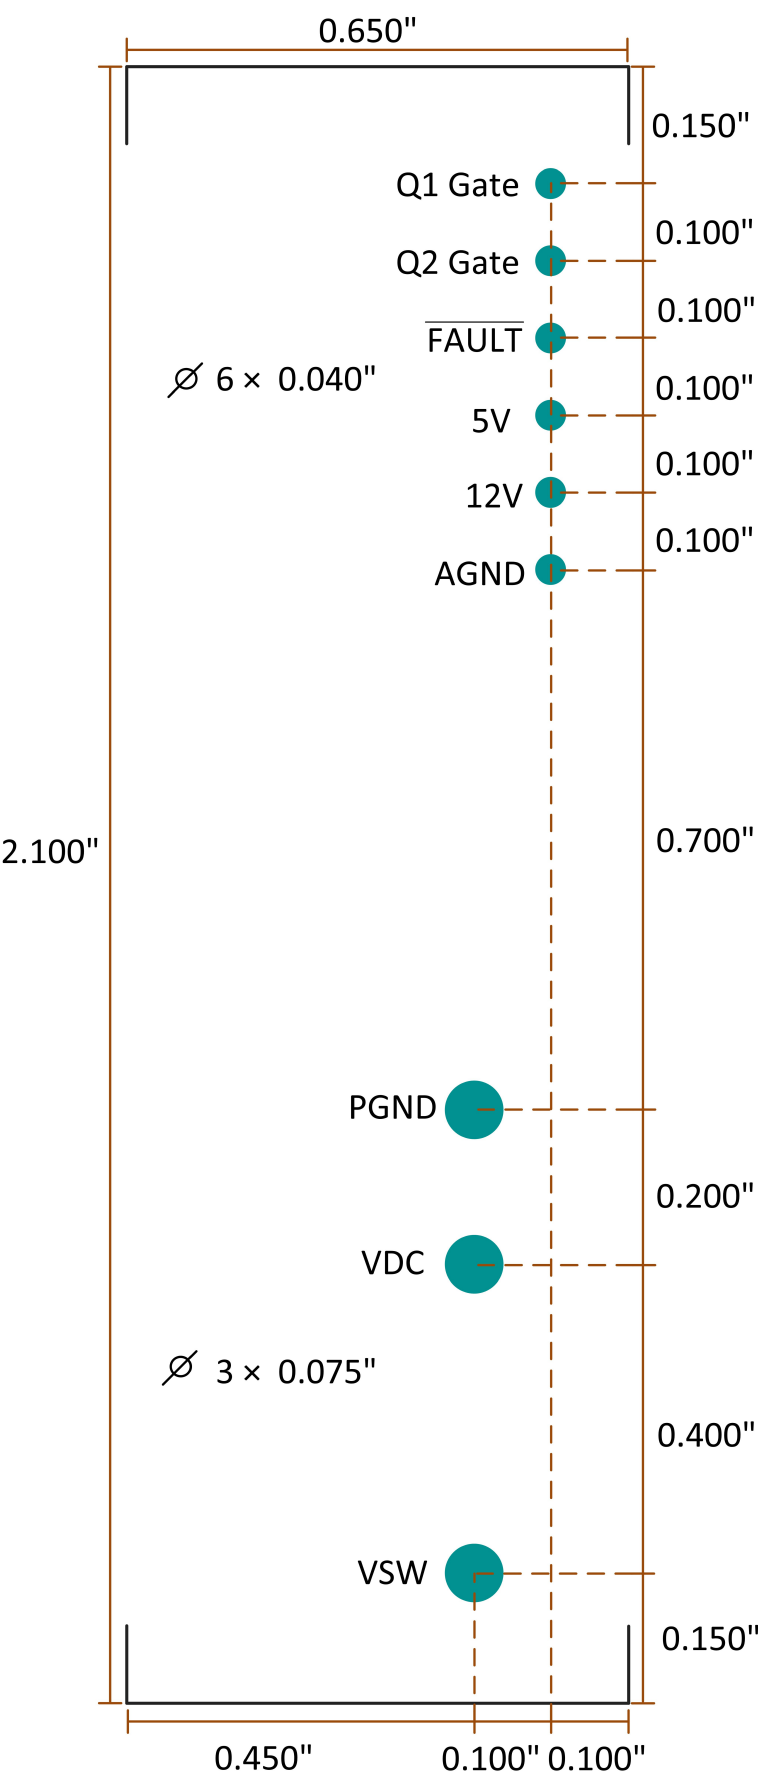 0.650"
0.150"
Q1 Gate
0.100"
Q2 Gate
0.100"
FAULT
∅ 6 × 0.040"
0.100"
5V
0.100"
12V
0.100"
AGND
2.100"
0.700"
PGND
0.200"
VDC
∅ 3 × 0.075"
0.400"
VSW
0.150"
0.450" 0.100" 0.100"